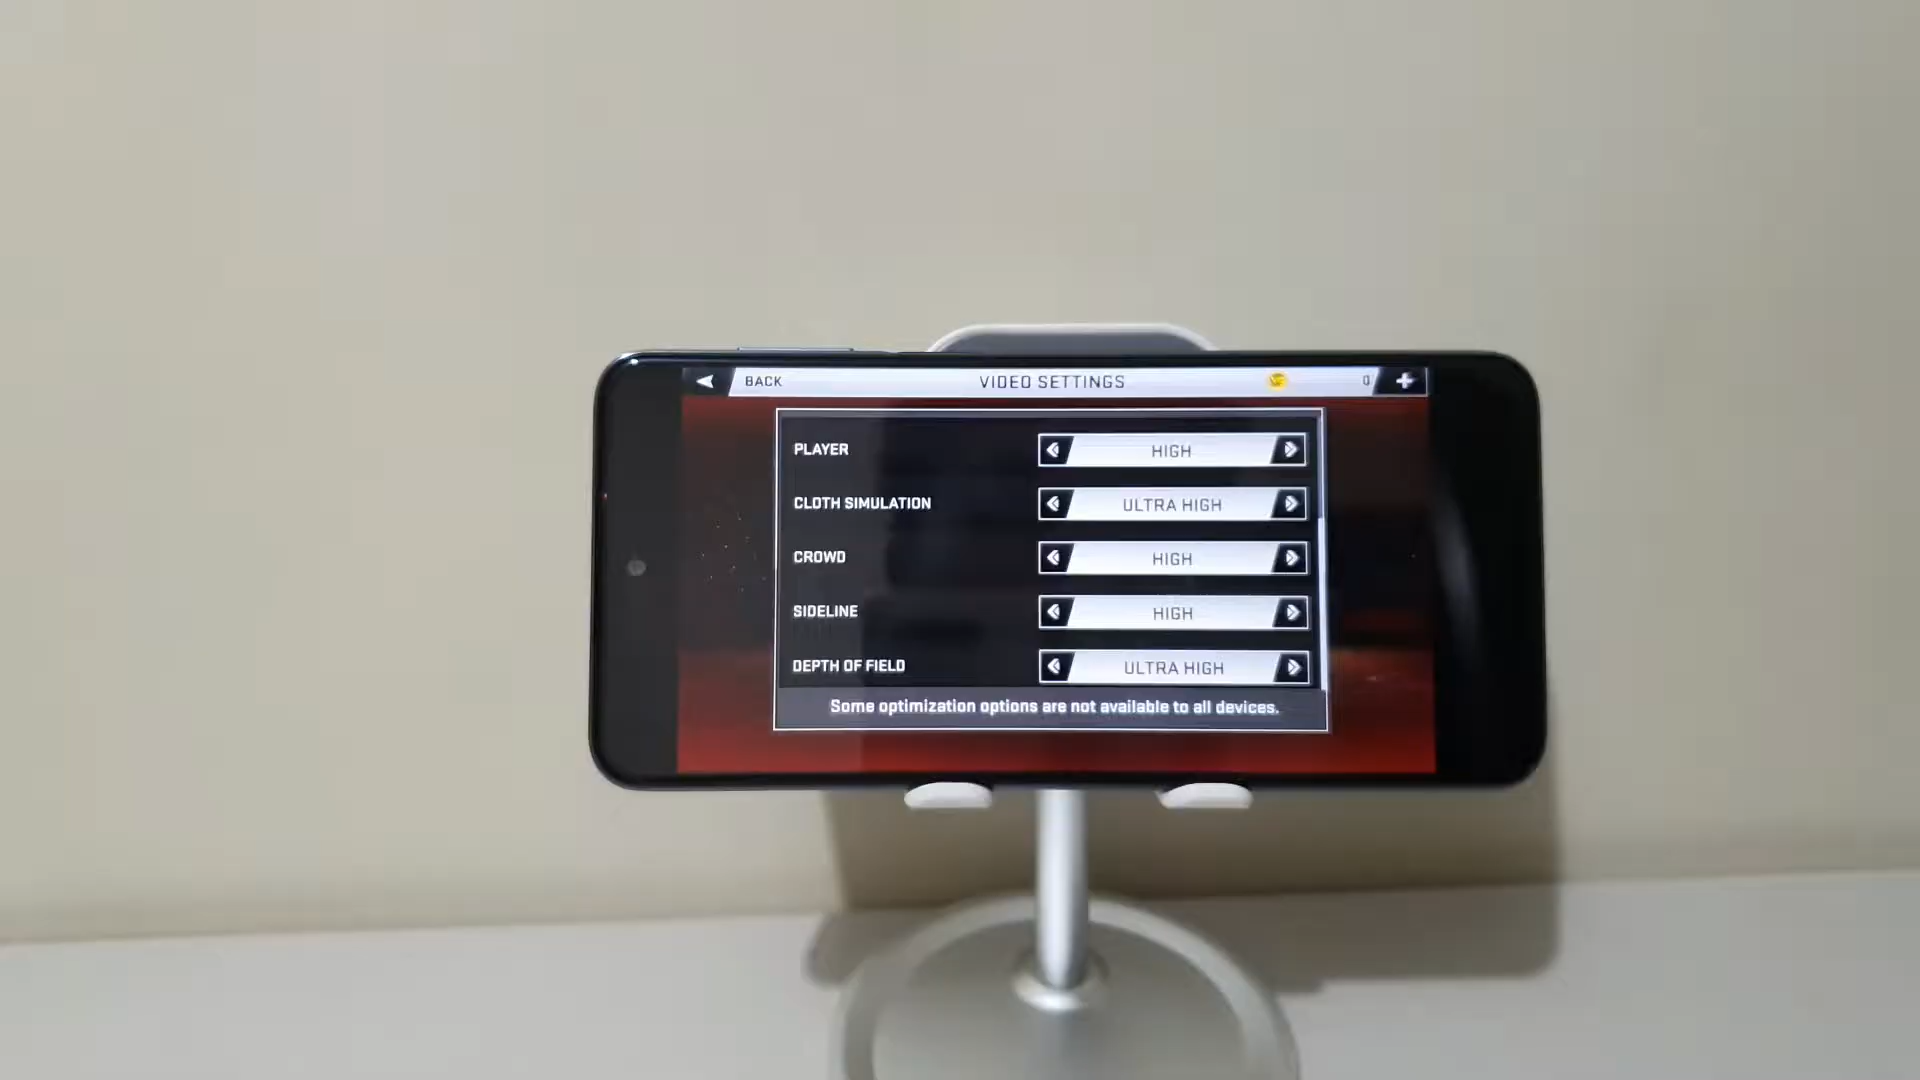 BACK VIDEO SETTINGS 0
PLAYER HIGH
CLOTH SIMULATION ULTRA HIGH
CROWD HIGH
SIDELINE HIGH
DEPTH OF FIELD ULTRA HIGH
Some optimization options are not available to all devices.